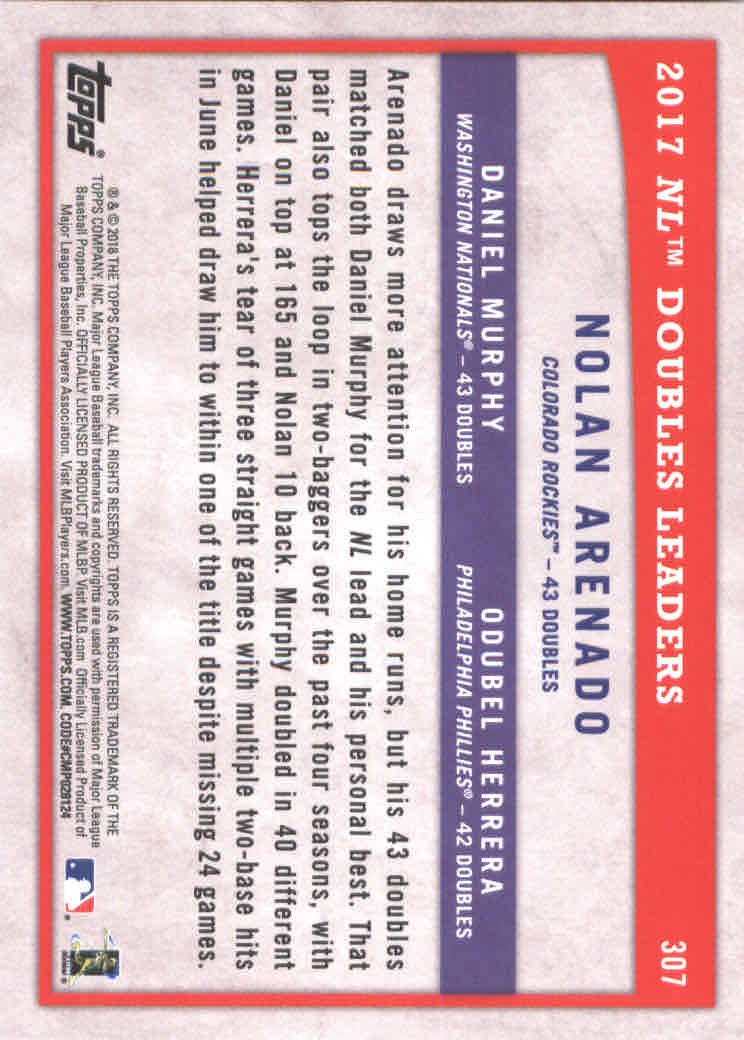 2017 NL™ DOUBLES LEADERS 307
NOLAN ARENADO
COLORADO ROCKIES™ – 43 DOUBLES
DANIEL MURPHY
WASHINGTON NATIONALS® – 43 DOUBLES
ODUBEL HERRERA
PHILADELPHIA PHILLIES® – 42 DOUBLES
Arenado draws more attention for his home runs, but his 43 doubles
matched both Daniel Murphy for the NL lead and his personal best. That
pair also tops the loop in two-baggers over the past four seasons, with
Daniel on top at 165 and Nolan 10 back. Murphy doubled in 40 different
games. Herrera's tear of three straight games with multiple two-base hits
in June helped draw him to within one of the title despite missing 24 games.
topps®
® & © 2018 THE TOPPS COMPANY, INC. ALL RIGHTS RESERVED. TOPPS IS A REGISTERED TRADEMARK OF THE
TOPPS COMPANY, INC. Major League Baseball trademarks and copyrights are used with permission of Major League
Baseball Properties, Inc. OFFICIALLY LICENSED PRODUCT OF MLBP Visit MLB.com Officially Licensed Product of
Major League Baseball Players Association. Visit MLBPlayers.com. WWW.TOPPS.COM. CODE#CMP029124